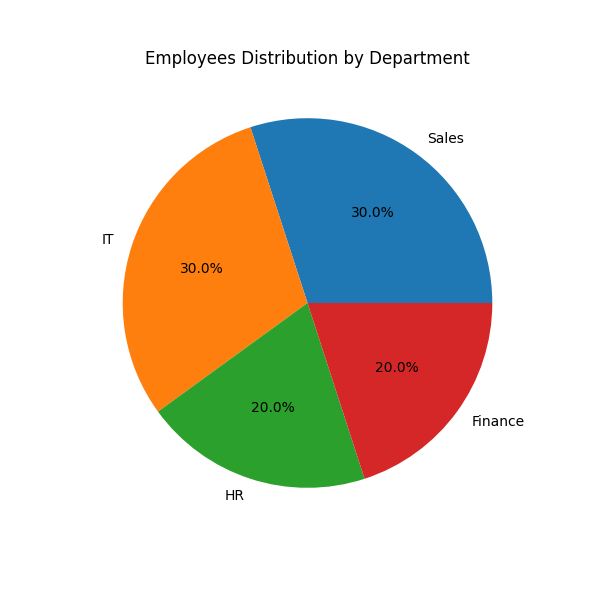 Employees Distribution by Department
Sales
30.0%
IT
30.0%
20.0%
HR
20.0%
Finance